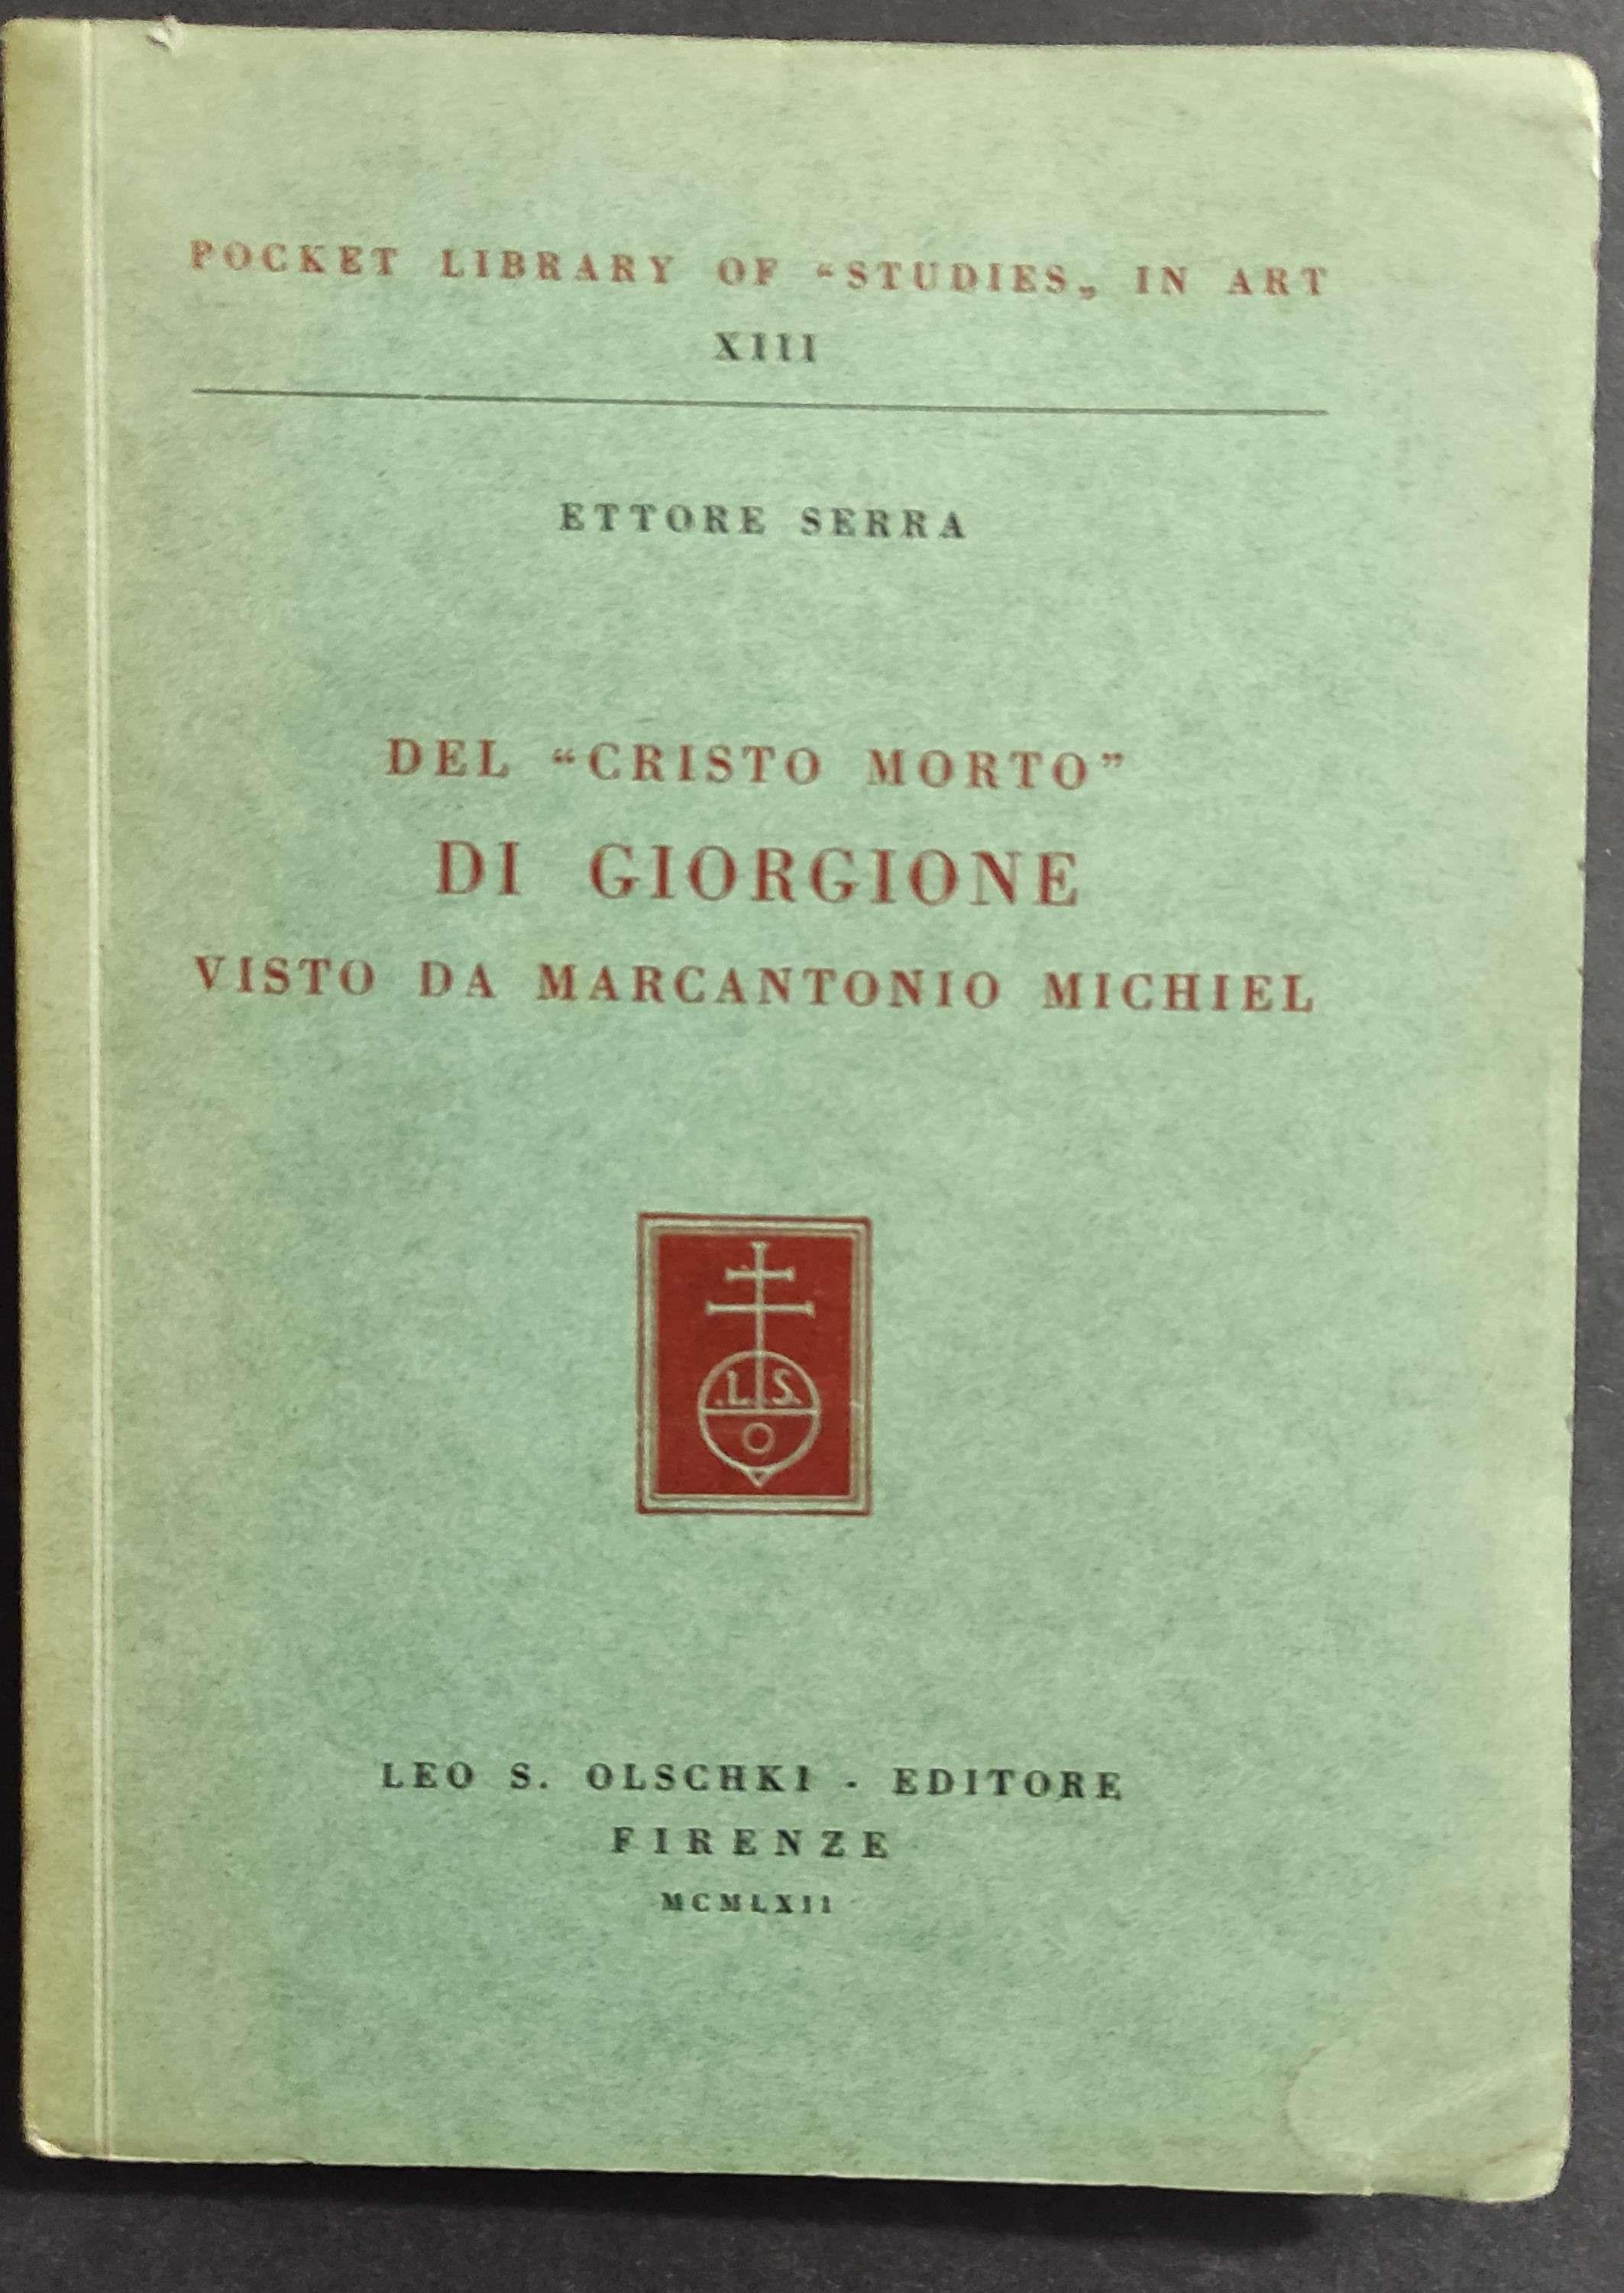 POCKET LIBRARY OF “STUDIES„ IN ART
XIII
ETTORE SERRA
DEL “CRISTO MORTO”
DI GIORGIONE
VISTO DA MARCANTONIO MICHIEL
.L.S.
O
LEO S. OLSCHKI - EDITORE
FIRENZE
MCMLXII